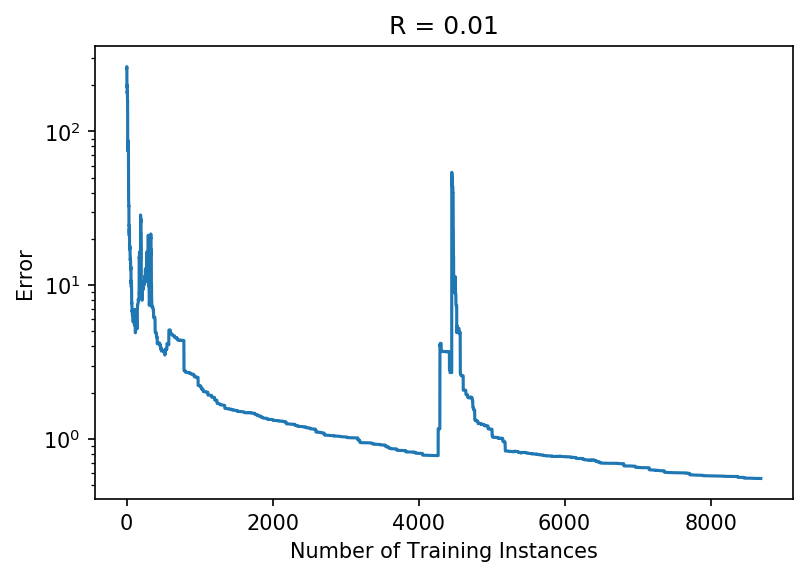 R = 0.01
Error
10²
10¹
10⁰
0 2000 4000 6000 8000
Number of Training Instances